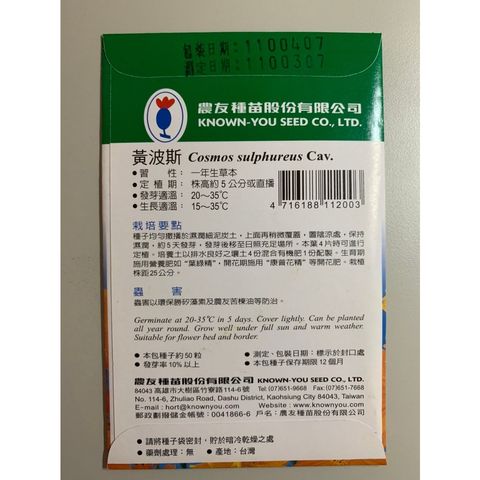 包裝日期:1100407
測定日期:1100307
農友種苗股份有限公司
KNOWN-YOU SEED CO., LTD.
黃波斯 Cosmos sulphureus Cav.
● 習 性: 一年生草本
● 定 植 期: 株高約 5 公分或直播
● 發芽適溫: 20~35℃
● 生長適溫: 15~35℃
4 716188 112003
栽培要點
種子均勻撒播於濕潤細泥炭土,上面再稍微覆蓋,置陰涼處,保持
濕潤,約 5 天發芽,發芽後移至日照充足場所。本葉 4 片時可進行
定植。培養土以排水良好之壤土 4 份混合有機肥 1 份配製。生育期
施用營養肥如 "葉綠精",開花期施用 "康普花精" 等開花肥。栽植
株距 25 公分。
蟲 害
蟲害以環保勝矽藻素及農友苦楝油等防治。
Germinate at 20-35℃ in 5 days. Cover lightly. Can be planted
all year round. Grow well under full sun and warm weather.
Suitable for flower bed and border.
● 本包種子約 50 粒
● 測定、包裝日期:標示於封口處
● 發芽率 10% 以上
● 本包種子保存期限 12 個月
農友種苗股份有限公司 KNOWN-YOU SEED CO., LTD.
84043 高雄市大樹區竹寮路 114-6 號 Tel:(07)651-9668 Fax:(07)651-7668
No. 114-6, Zhuliao Road, Dashu District, Kaohsiung City 84043, Taiwan
E-mail : hort@knownyou.com Website : www.knownyou.com
郵政劃撥儲金帳號:0041866-6 戶名:農友種苗股份有限公司
● 請將種子袋密封,貯於暗冷乾燥之處
● 藥劑處理:無 ● 產地:台灣